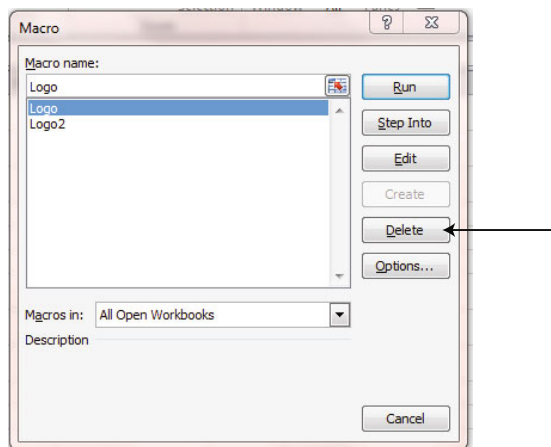 Macro
Macro name:
Logo
Logo
Logo2
Run
Step Into
Edit
Create
Delete
Options...
Macros in: All Open Workbooks
Description
Cancel